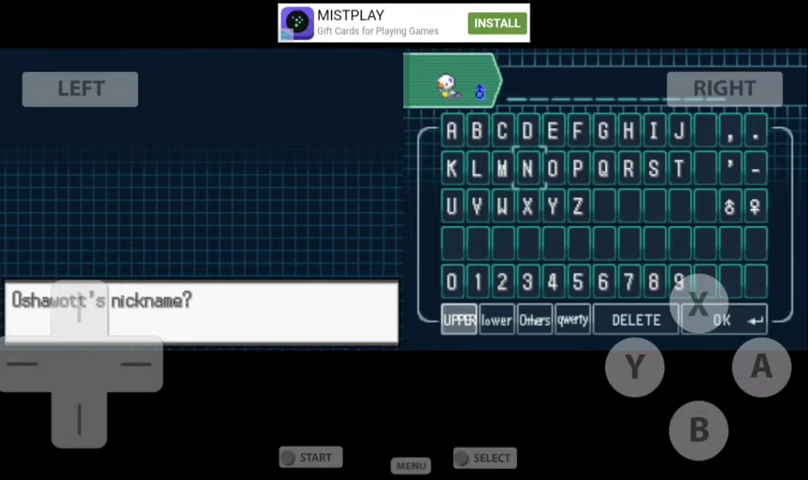 MISTPLAY
Gift Cards for Playing Games
INSTALL
LEFT
RIGHT
♂
A B C D E F G H I J , .
K L M N O P Q R S T ' -
U V W X Y Z ♂ ♀
0 1 2 3 4 5 6 7 8 9
UPPER lower Others qwerty DELETE OK
Oshawott's nickname?
X
Y
A
B
START
MENU
SELECT